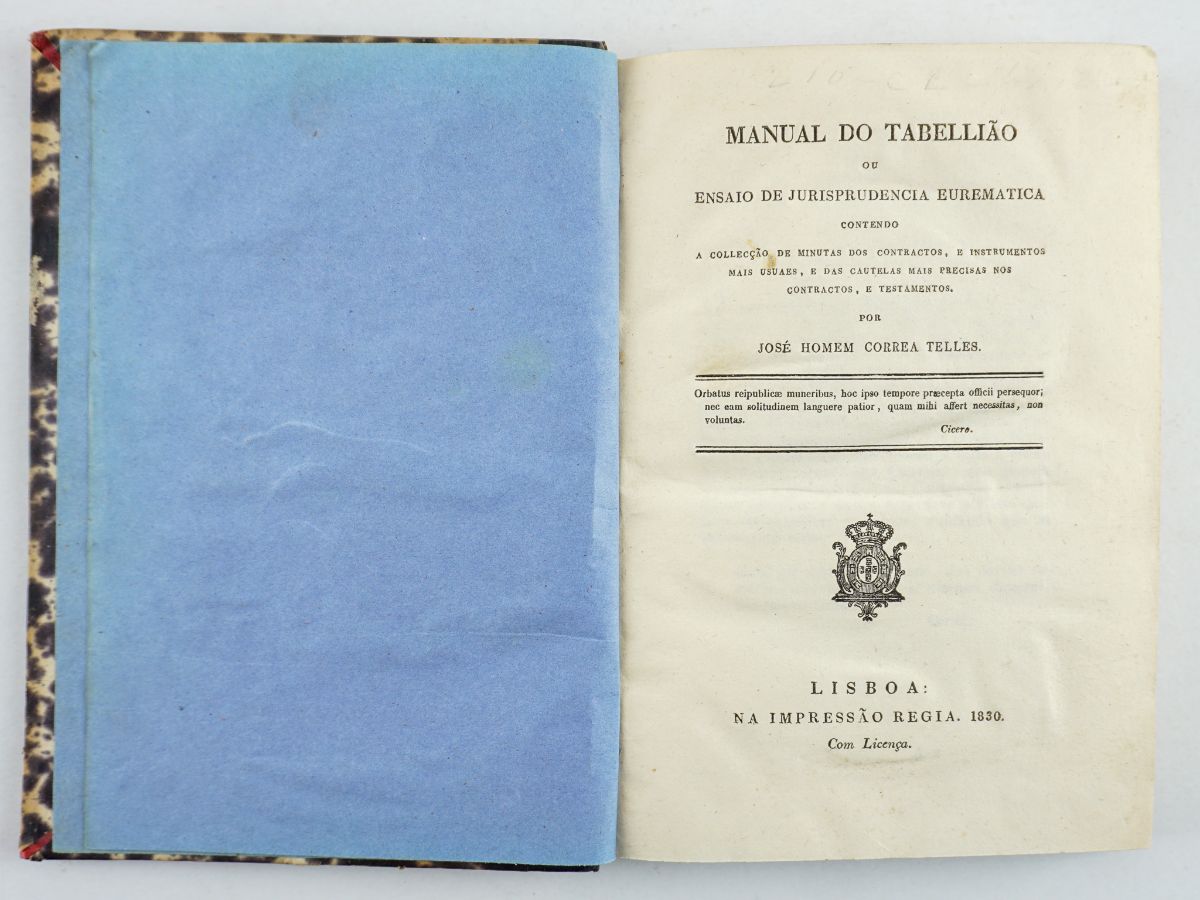 MANUAL DO TABELLIÃO
OU
ENSAIO DE JURISPRUDENCIA EUREMATICA
CONTENDO
A COLLECÇÃO DE MINUTAS DOS CONTRACTOS, E INSTRUMENTOS
MAIS USUAES, E DAS CAUTELAS MAIS PRECISAS NOS
CONTRACTOS, E TESTAMENTOS.
POR
JOSÉ HOMEM CORREA TELLES.
Orbatus reipublicæ muneribus, hoc ipso tempore præcepta officii persequor;
nec eam solitudinem languere patior, quam mihi affert necessitas, non
voluntas.
Cicero.
LISBOA:
NA IMPRESSÃO REGIA. 1830.
Com Licença.